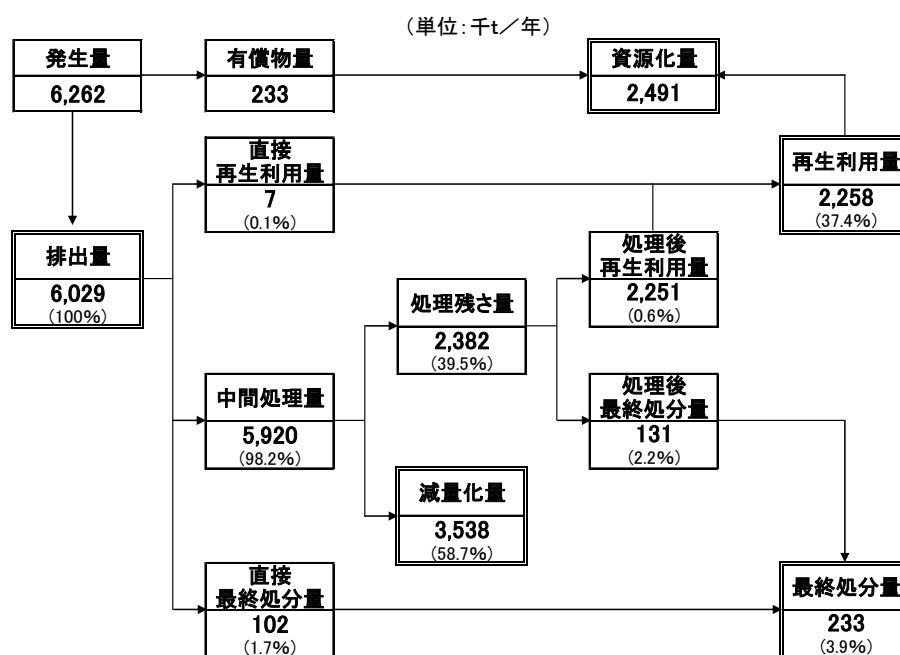 （単位：千t／年）
発生量
6,262
有償物量
233
資源化量
2,491
直接
再生利用量
7
（0.1%）
再生利用量
2,258
（37.4%）
排出量
6,029
（100%）
処理後
再生利用量
2,251
（0.6%）
処理残さ量
2,382
（39.5%）
中間処理量
5,920
（98.2%）
処理後
最終処分量
131
（2.2%）
減量化量
3,538
（58.7%）
直接
最終処分量
102
（1.7%）
最終処分量
233
（3.9%）